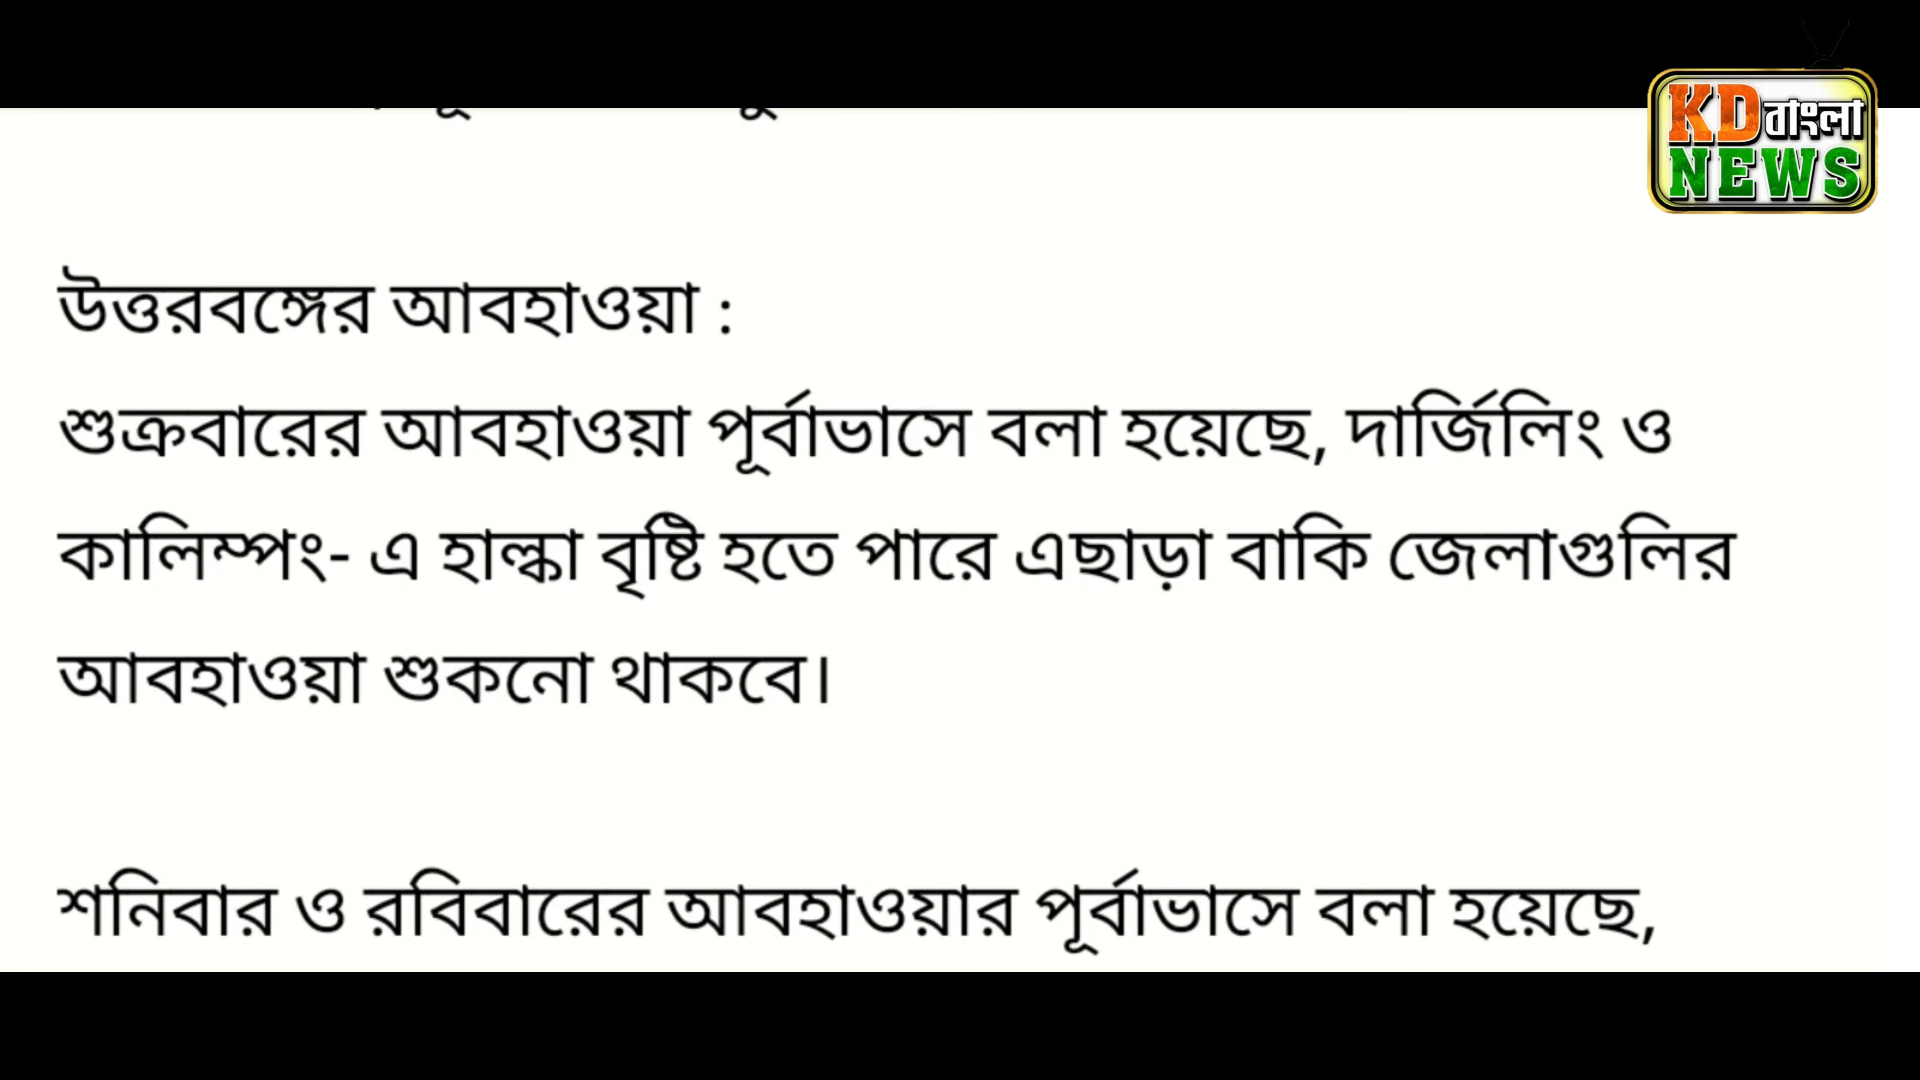 KD বাংলা
NEWS
উত্তরবঙ্গের আবহাওয়া :
শুক্রবারের আবহাওয়া পূর্বাভাসে বলা হয়েছে, দার্জিলিং ও
কালিম্পং- এ হাল্কা বৃষ্টি হতে পারে এছাড়া বাকি জেলাগুলির
আবহাওয়া শুকনো থাকবে।
শনিবার ও রবিবারের আবহাওয়ার পূর্বাভাসে বলা হয়েছে,